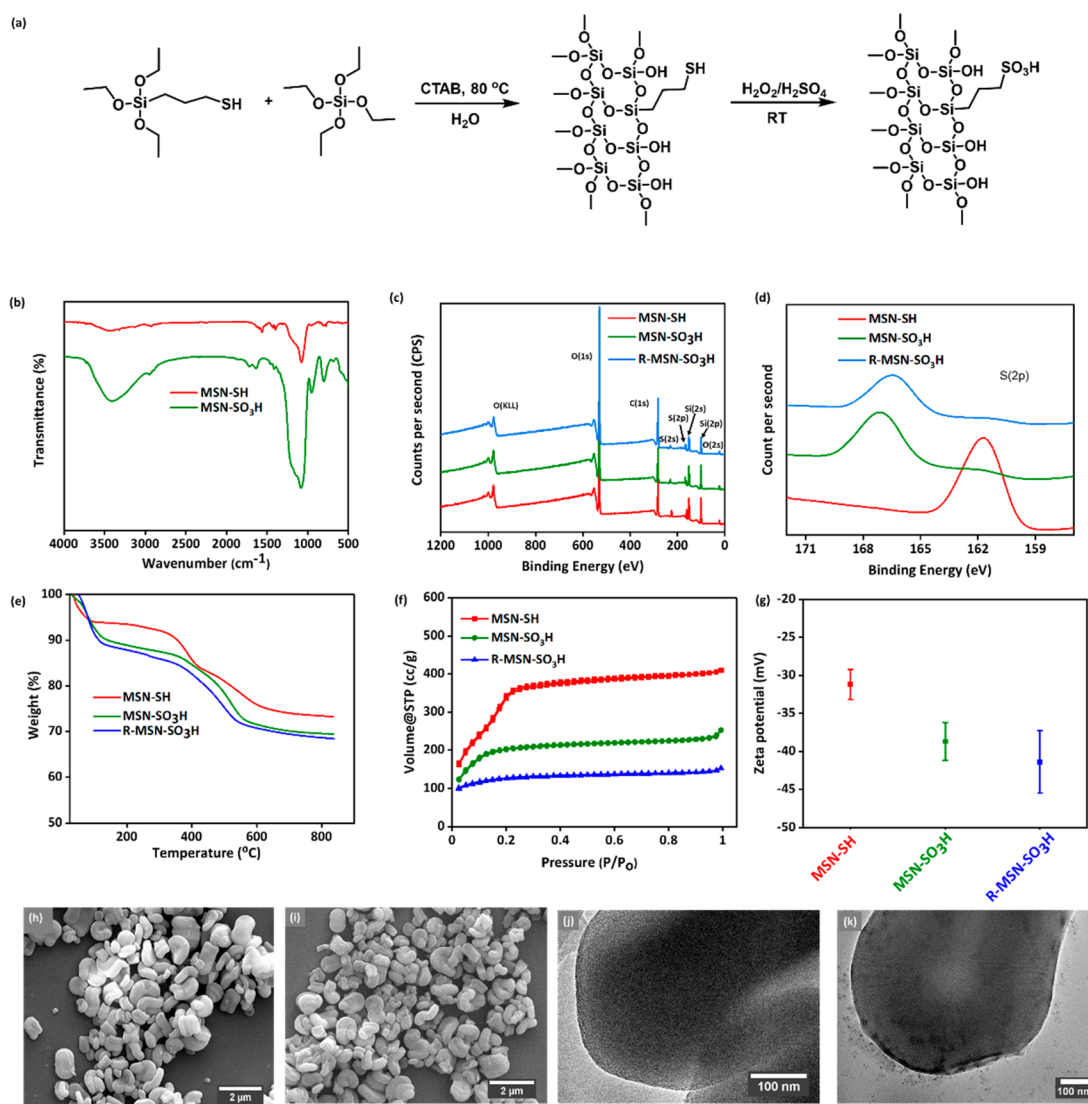 (a)
O
O
O
Si
SH
+
O
O
O
O
Si
CTAB, 80 ºC
H2O
SH
OH
Si
O
H2O2/H2SO4
RT
SO3H
OH
Si
O
(b)
Transmittance (%)
MSN-SH
MSN-SO3H
4000 3500 3000 2500 2000 1500 1000 500
Wavenumber (cm-1)
(c)
Counts per second (CPS)
MSN-SH
MSN-SO3H
R-MSN-SO3H
O(1s)
O(KLL)
C(1s)
S(2s)
S(2p)
Si(2s)
Si(2p)
O(2s)
1200 1000 800 600 400 200 0
Binding Energy (eV)
(d)
Count per second
MSN-SH
MSN-SO3H
R-MSN-SO3H
S(2p)
171 168 165 162 159
Binding Energy (eV)
(e)
Weight (%)
100
90
80
70
60
50
MSN-SH
MSN-SO3H
R-MSN-SO3H
200 400 600 800
Temperature (ºC)
(f)
Volume@STP (cc/g)
600
500
400
300
200
100
0
MSN-SH
MSN-SO3H
R-MSN-SO3H
0 0.2 0.4 0.6 0.8 1
Pressure (P/PO)
(g)
Zeta potential (mV)
-20
-25
-30
-35
-40
-45
-50
MSN-SH
MSN-SO3H
R-MSN-SO3H
(h)
2 µm
(i)
2 µm
(j)
100 nm
(k)
100 nm